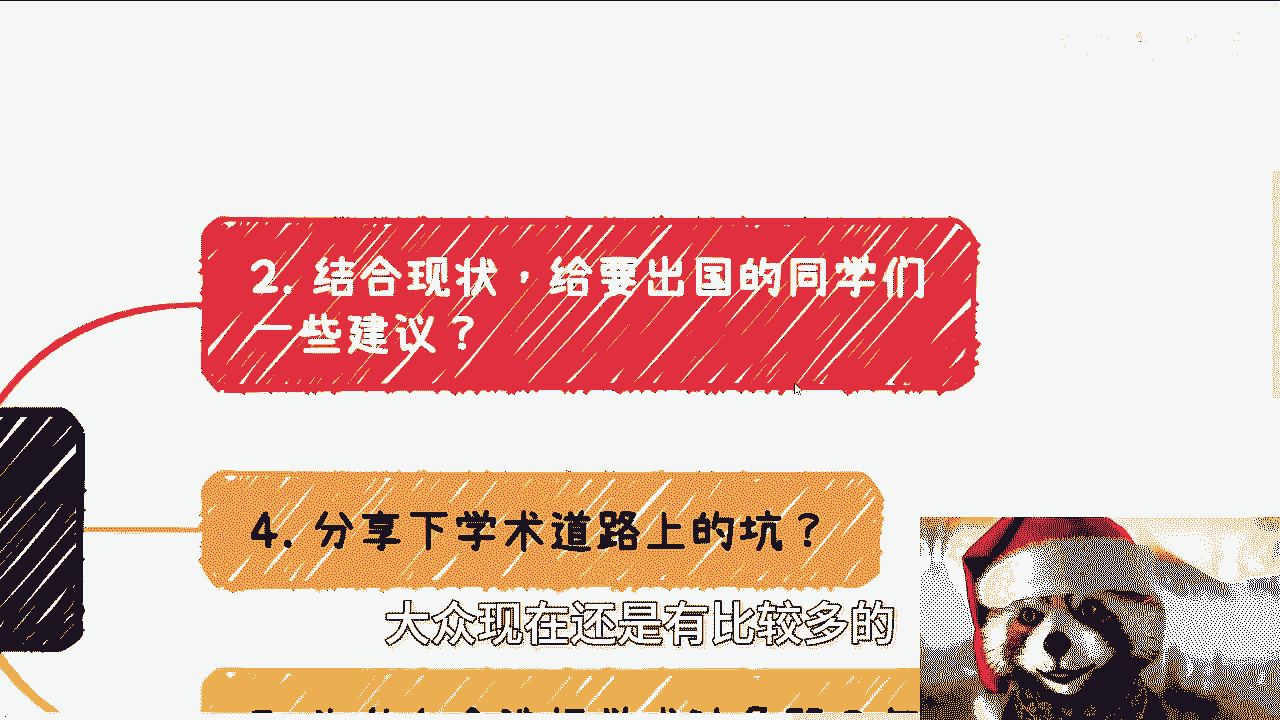 2. 结合现状，给要出国的同学们
一些建议？
4. 分享下学术道路上的坑？
大众现在还是有比较多的